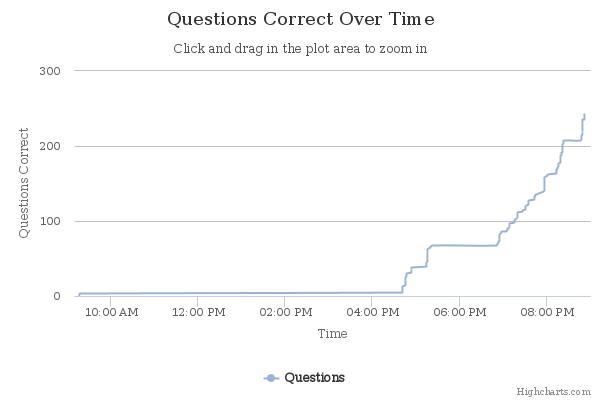 Questions Correct Over Time
Click and drag in the plot area to zoom in
Questions Correct
300
200
100
0
10:00 AM 12:00 PM 02:00 PM 04:00 PM 06:00 PM 08:00 PM
Time
Questions
Highcharts.com